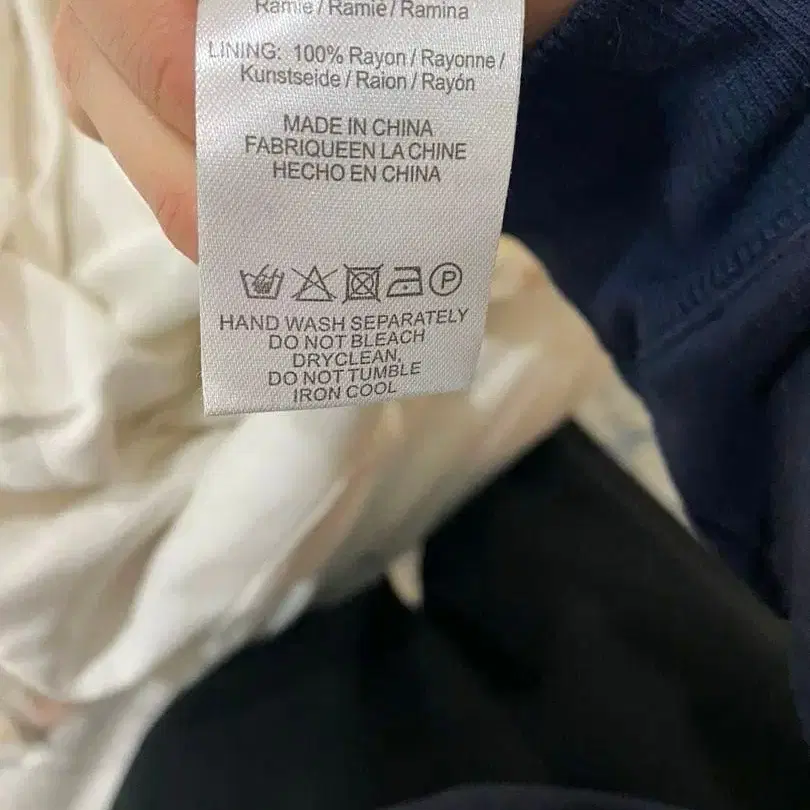 Ramie / Ramié / Ramina
LINING: 100% Rayon / Rayonne /
Kunstseide / Raion / Rayón
MADE IN CHINA
FABRIQUEEN LA CHINE
HECHO EN CHINA
P
HAND WASH SEPARATELY
DO NOT BLEACH
DRYCLEAN,
DO NOT TUMBLE
IRON COOL